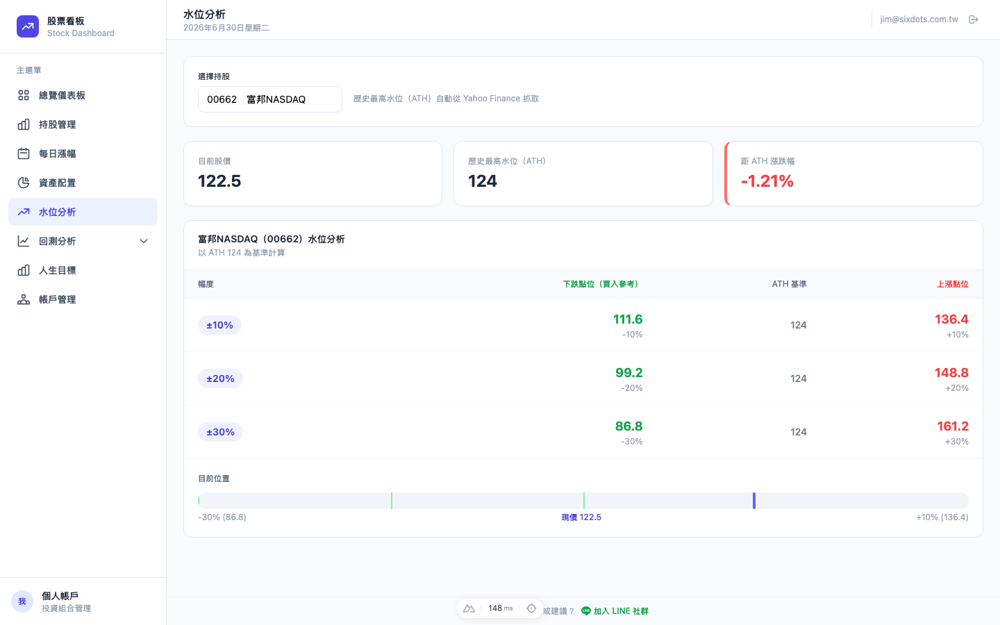 股票看板
Stock Dashboard
主選單
總覽儀表板
持股管理
每日漲幅
資產配置
水位分析
回測分析
人生目標
帳戶管理
我
個人帳戶
投資組合管理
水位分析
2026年6月30日星期二
jim@sixdots.com.tw
選擇持股
00662 富邦NASDAQ
歷史最高水位（ATH）自動從 Yahoo Finance 抓取
目前股價
122.5
歷史最高水位（ATH）
124
距 ATH 漲跌幅
-1.21%
富邦NASDAQ（00662）水位分析
以 ATH 124 為基準計算
幅度 下跌點位（買入參考） ATH 基準 上漲點位
±10% 111.6 124 136.4
-10% +10%
±20% 99.2 124 148.8
-20% +20%
±30% 86.8 124 161.2
-30% +30%
目前位置
-30% (86.8) 現價 122.5 +10% (136.4)
148 ms
或建議？ LINE 加入 LINE 社群